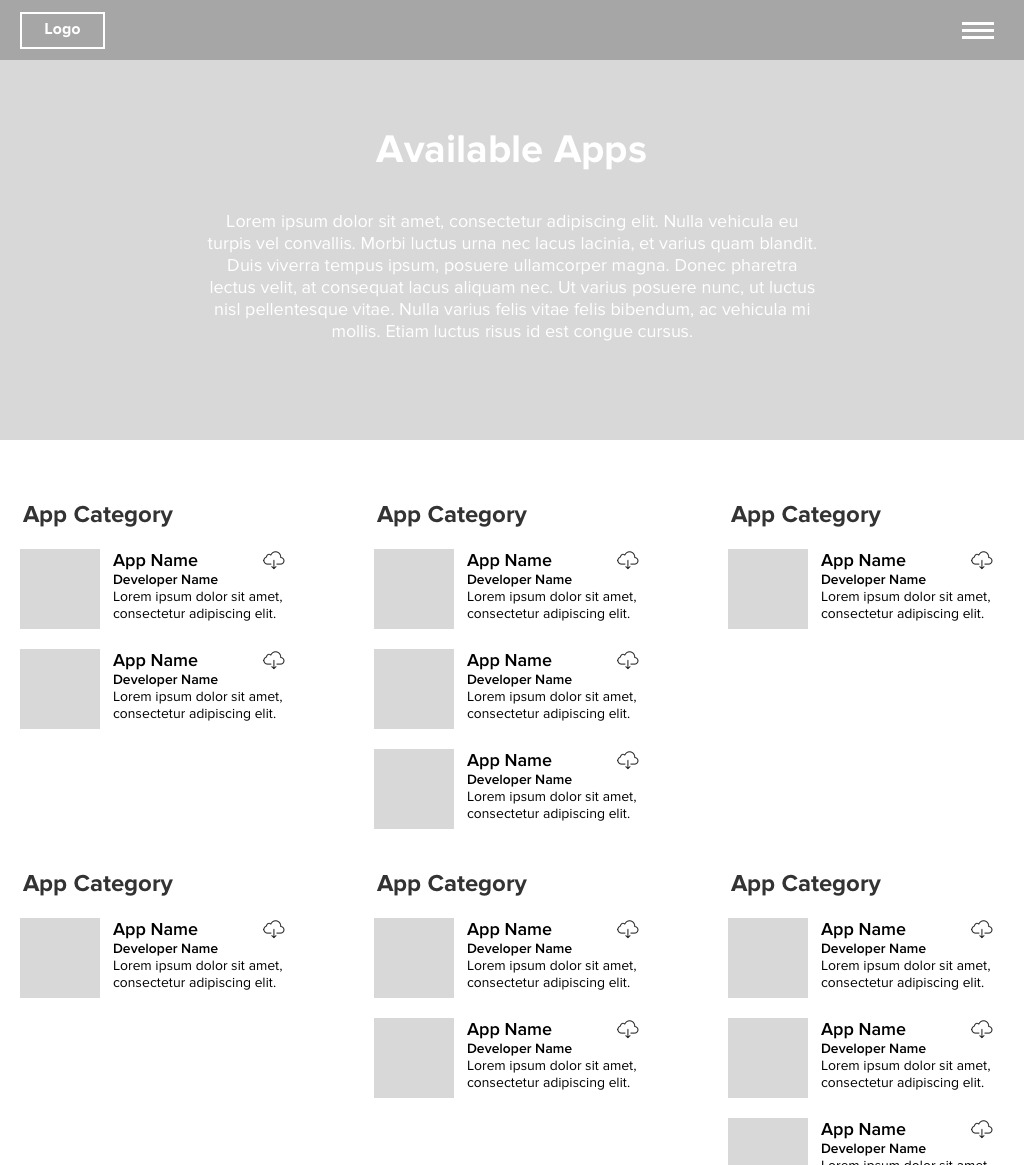 Logo
Available Apps
Lorem ipsum dolor sit amet, consectetur adipiscing elit. Nulla vehicula eu
turpis vel convallis. Morbi luctus urna nec lacus lacinia, et varius quam blandit.
Duis viverra tempus ipsum, posuere ullamcorper magna. Donec pharetra
lectus velit, at consequat lacus aliquam nec. Ut varius posuere nunc, ut luctus
nisl pellentesque vitae. Nulla varius felis vitae felis bibendum, ac vehicula mi
mollis. Etiam luctus risus id est congue cursus.
App Category
App Name
Developer Name
Lorem ipsum dolor sit amet,
consectetur adipiscing elit.
App Name
Developer Name
Lorem ipsum dolor sit amet,
consectetur adipiscing elit.
App Category
App Name
Developer Name
Lorem ipsum dolor sit amet,
consectetur adipiscing elit.
App Name
Developer Name
Lorem ipsum dolor sit amet,
consectetur adipiscing elit.
App Name
Developer Name
Lorem ipsum dolor sit amet,
consectetur adipiscing elit.
App Category
App Name
Developer Name
Lorem ipsum dolor sit amet,
consectetur adipiscing elit.
App Category
App Name
Developer Name
Lorem ipsum dolor sit amet,
consectetur adipiscing elit.
App Category
App Name
Developer Name
Lorem ipsum dolor sit amet,
consectetur adipiscing elit.
App Name
Developer Name
Lorem ipsum dolor sit amet,
consectetur adipiscing elit.
App Category
App Name
Developer Name
Lorem ipsum dolor sit amet,
consectetur adipiscing elit.
App Name
Developer Name
Lorem ipsum dolor sit amet,
consectetur adipiscing elit.
App Name
Developer Name
Lorem ipsum dolor sit amet,